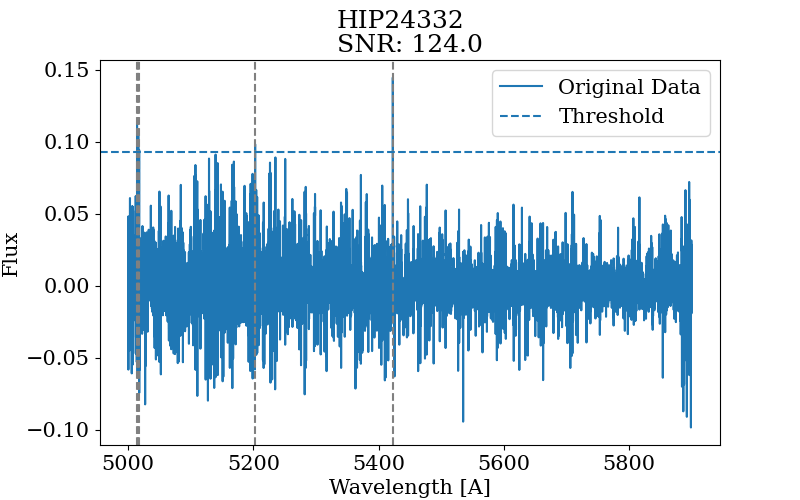 HIP24332
SNR: 124.0
Original Data
Threshold
0.15
0.10
0.05
0.00
−0.05
−0.10
Flux
5000 5200 5400 5600 5800
Wavelength [A]